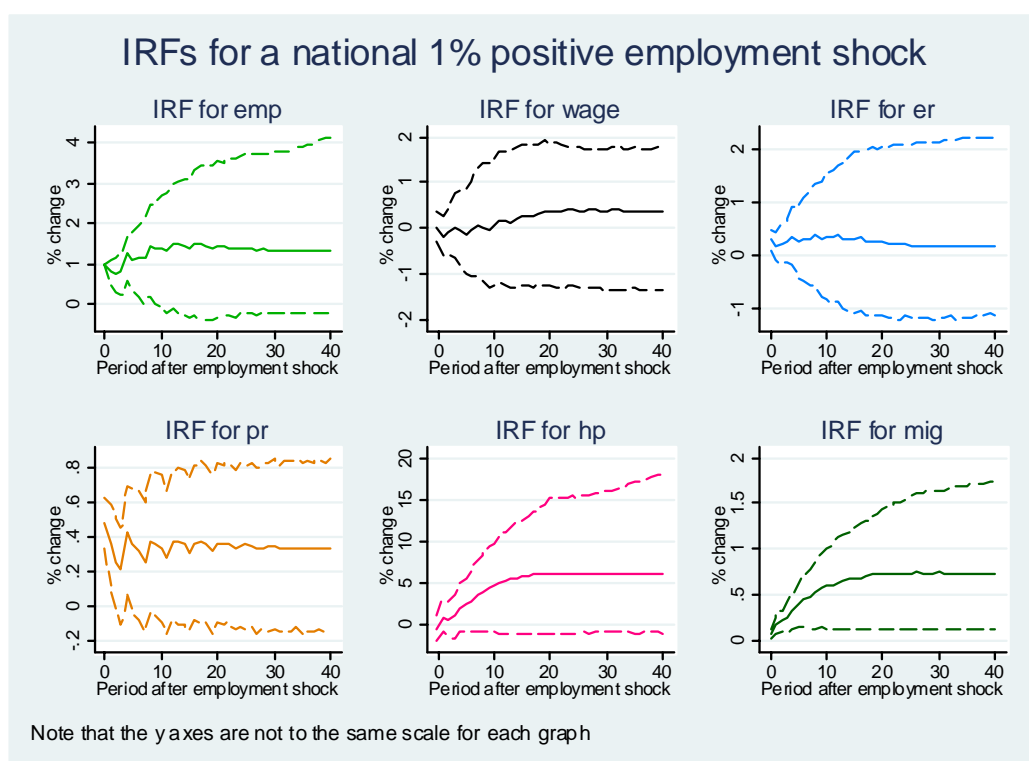 IRFs for a national 1% positive employment shock
IRF for emp
% change
0 1 2 3 4
0 10 20 30 40
Period after employment shock
IRF for wage
% change
-2 -1 0 1 2
0 10 20 30 40
Period after employment shock
IRF for er
% change
-1 0 1 2
0 10 20 30 40
Period after employment shock
IRF for pr
% change
-.2 0 .2 .4 .6 .8
0 10 20 30 40
Period after employment shock
IRF for hp
% change
0 5 10 15 20
0 10 20 30 40
Period after employment shock
IRF for mig
% change
0 .5 1 1.5 2
0 10 20 30 40
Period after employment shock
Note that the y axes are not to the same scale for each graph